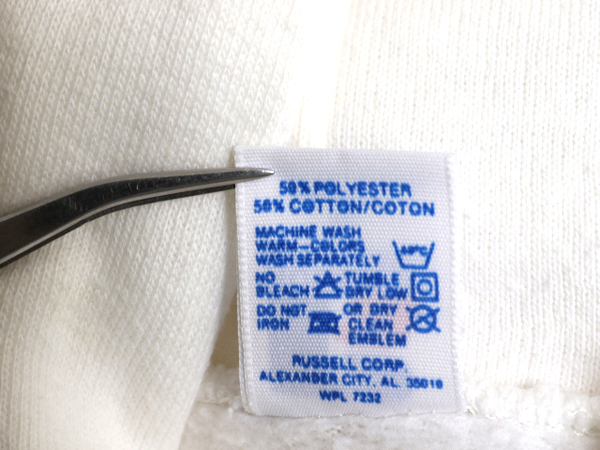 50% POLYESTER
50% COTTON/COTON
MACHINE WASH
WARM-COLORS
WASH SEPARATELY
40°C
NO
BLEACH
TUMBLE
DRY LOW
DO NOT
IRON
OR DRY
CLEAN
EMBLEM
RUSSELL CORP.
ALEXANDER CITY, AL. 35010
WPL 7232